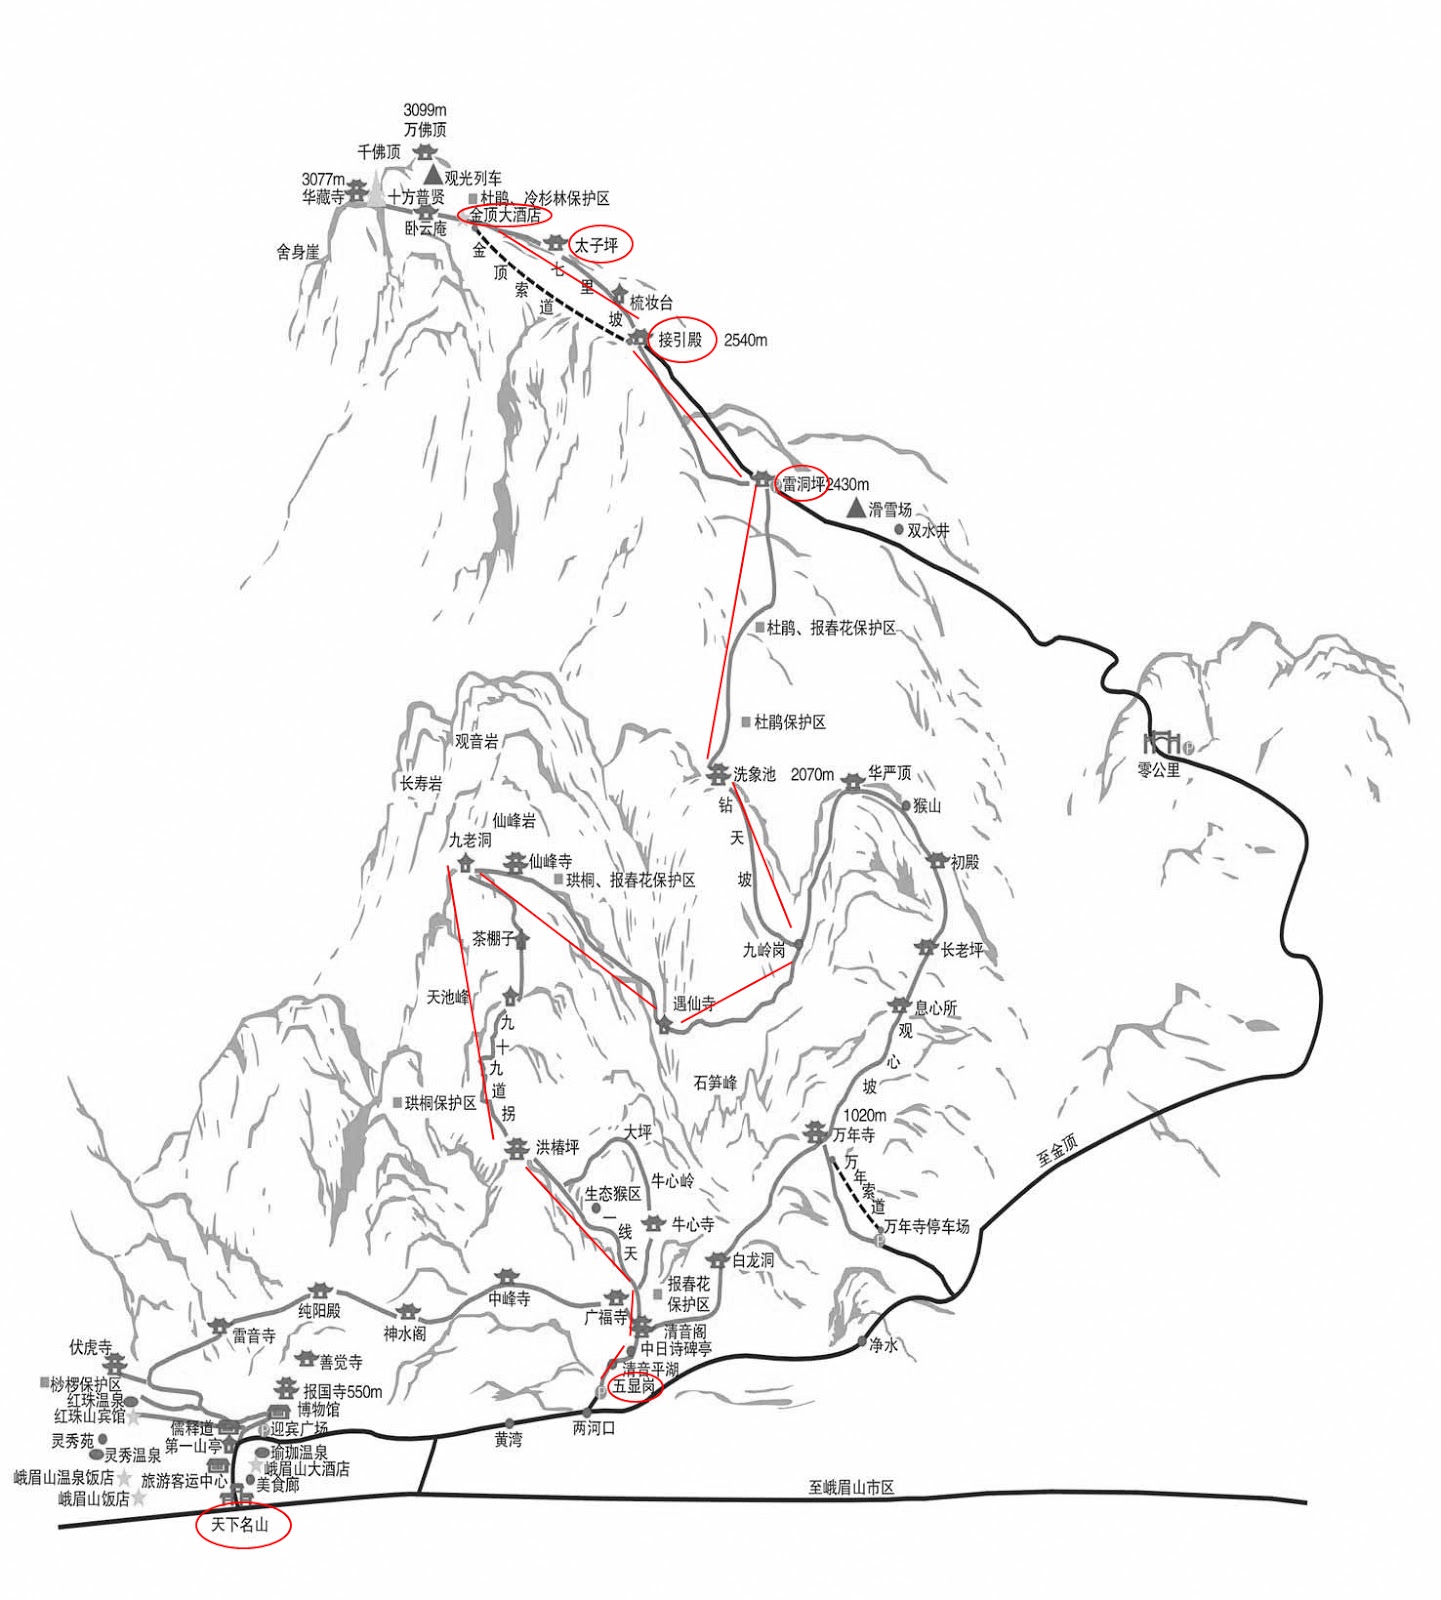 3099m
万佛顶
千佛顶
观光列车
3077m
华藏寺
十方普贤
杜鹃、冷杉林保护区
金顶大酒店
卧云庵
舍身崖
太子坪
金顶索道
七里坡
梳妆台
接引殿
2540m
雷洞坪
2430m
滑雪场
双水井
杜鹃、报春花保护区
杜鹃保护区
观音岩
长寿岩
零公里
洗象池
2070m
华严顶
猴山
钻天坡
仙峰岩
九老洞
仙峰寺
珙桐、报春花保护区
初殿
茶棚子
九岭岗
长老坪
天池峰
遇仙寺
息心所
九十九道拐
观心坡
石笋峰
珙桐保护区
1020m
万年寺
大坪
洪椿坪
至金顶
万年索道
牛心岭
生态猴区
一线天
牛心寺
万年寺停车场
白龙洞
报春花
保护区
中峰寺
纯阳殿
广福寺
神水阁
雷音寺
清音阁
净水
伏虎寺
善觉寺
中日诗碑亭
清音平湖
桫椤保护区
报国寺550m
五显岗
红珠温泉
红珠山宾馆
博物馆
儒释道
迎宾广场
两河口
黄湾
灵秀苑
第一山亭
灵秀温泉
瑜珈温泉
峨眉山大酒店
峨眉山温泉饭店
旅游客运中心
美食廊
至峨眉山市区
峨眉山饭店
天下名山